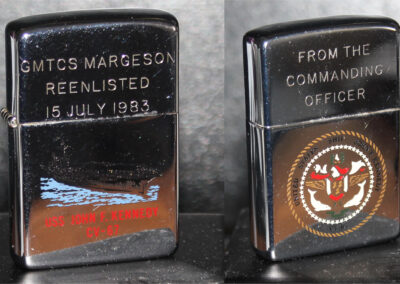 GMTCS MARGESON
REENLISTED
15 JULY 1983
USS JOHN F. KENNEDY
CV-67
FROM THE
COMMANDING
OFFICER